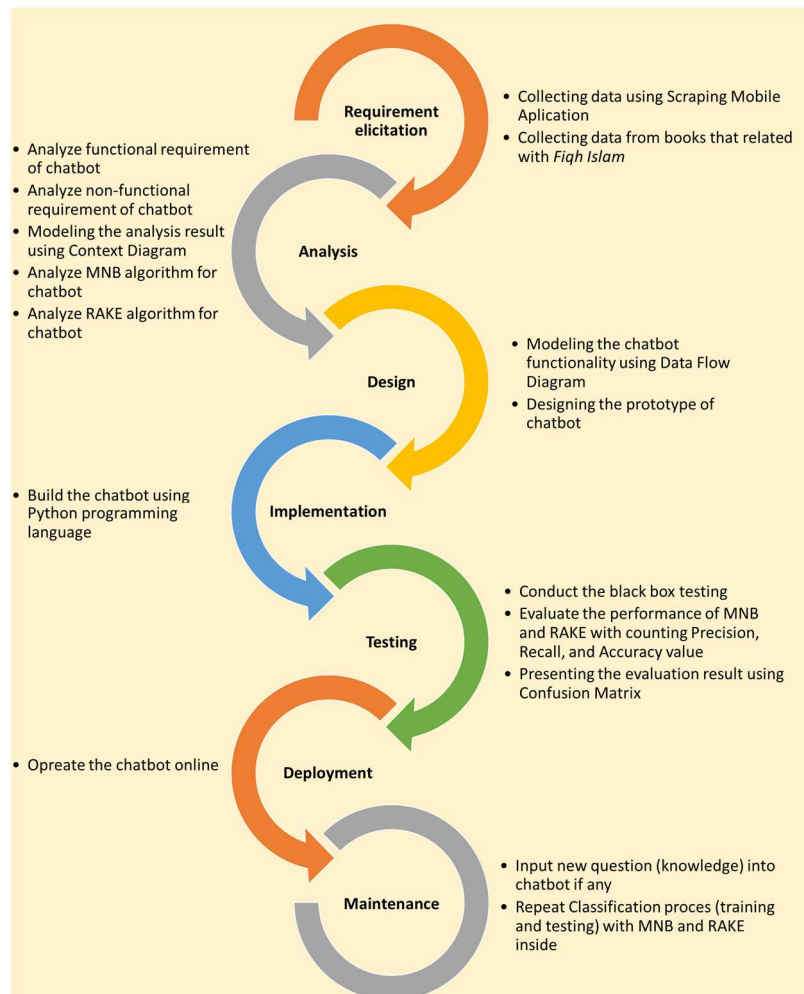 Requirement
elicitation
• Collecting data using Scraping Mobile
Aplication
• Collecting data from books that related
with Fiqh Islam
• Analyze functional requirement
of chatbot
• Analyze non-functional
requirement of chatbot
• Modeling the analysis result
using Context Diagram
• Analyze MNB algorithm for
chatbot
• Analyze RAKE algorithm for
chatbot
Analysis
Design
• Modeling the chatbot
functionality using Data Flow
Diagram
• Designing the prototype of
chatbot
• Build the chatbot using
Python programming
language
Implementation
Testing
• Conduct the black box testing
• Evaluate the performance of MNB
and RAKE with counting Precision,
Recall, and Accuracy value
• Presenting the evaluation result using
Confusion Matrix
• Opreate the chatbot online
Deployment
Maintenance
• Input new question (knowledge) into
chatbot if any
• Repeat Classification proces (training
and testing) with MNB and RAKE
inside